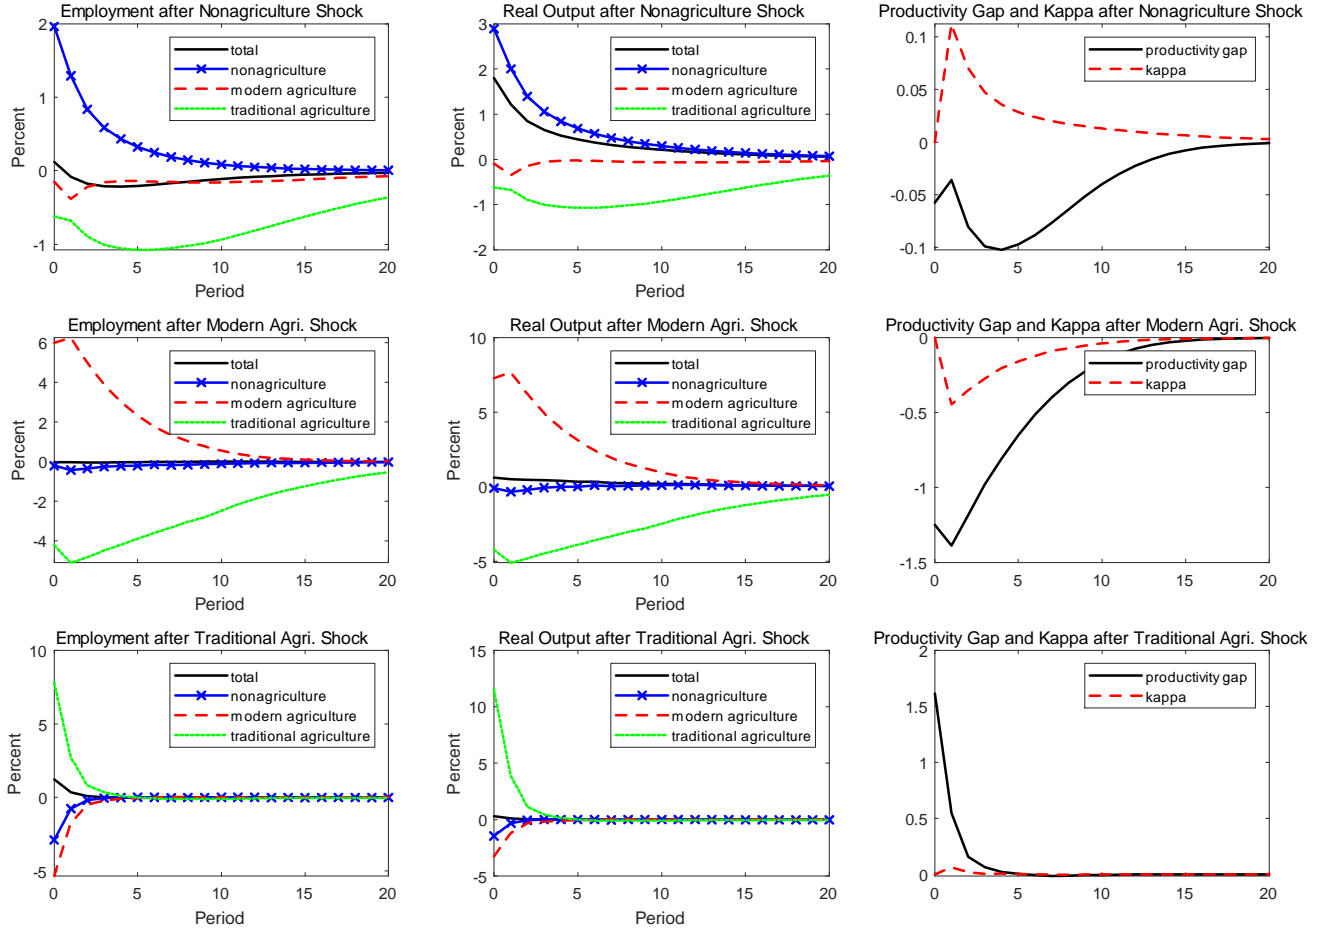 Employment after Nonagriculture Shock
2
1
0
-1
Percent
total
nonagriculture
modern agriculture
traditional agriculture
0 5 10 15 20
Period
Real Output after Nonagriculture Shock
3
2
1
0
-1
-2
Percent
total
nonagriculture
modern agriculture
traditional agriculture
0 5 10 15 20
Period
Productivity Gap and Kappa after Nonagriculture Shock
0.1
0.05
0
-0.05
-0.1
productivity gap
kappa
0 5 10 15 20
Employment after Modern Agri. Shock
6
4
2
0
-2
-4
Percent
total
nonagriculture
modern agriculture
traditional agriculture
0 5 10 15 20
Period
Real Output after Modern Agri. Shock
10
5
0
-5
Percent
total
nonagriculture
modern agriculture
traditional agriculture
0 5 10 15 20
Period
Productivity Gap and Kappa after Modern Agri. Shock
0
-0.5
-1
-1.5
productivity gap
kappa
0 5 10 15 20
Employment after Traditional Agri. Shock
10
5
0
-5
Percent
total
nonagriculture
modern agriculture
traditional agriculture
0 5 10 15 20
Period
Real Output after Traditional Agri. Shock
15
10
5
0
-5
Percent
total
nonagriculture
modern agriculture
traditional agriculture
0 5 10 15 20
Period
Productivity Gap and Kappa after Traditional Agri. Shock
2
1.5
1
0.5
0
productivity gap
kappa
0 5 10 15 20